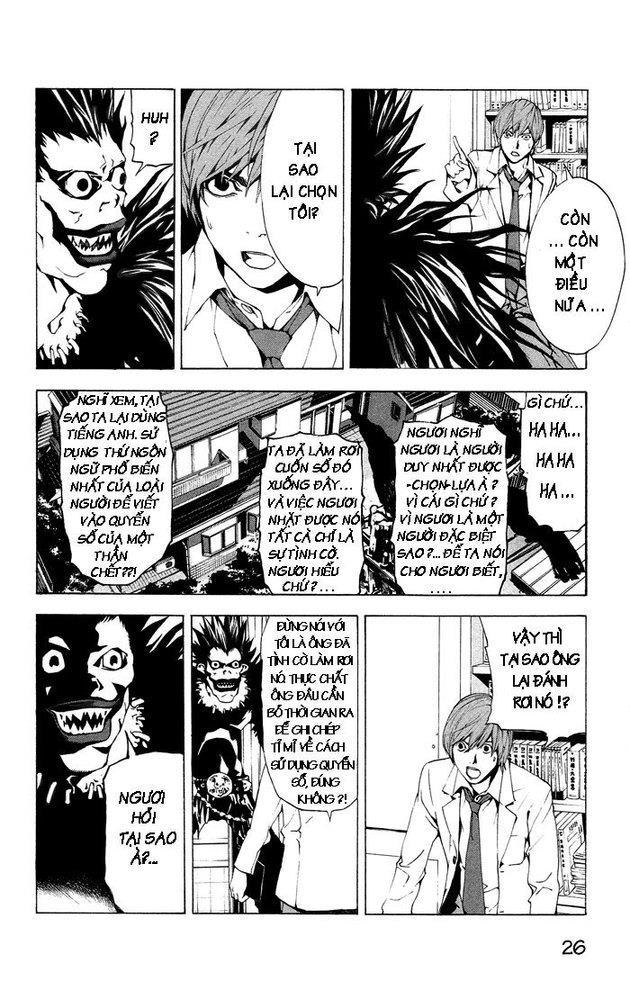 CÒN
... CÒN
MỘT
ĐIỀU
NỮA ...
TẠI
SAO
LẠI CHỌN
TÔI?
HUH
?
GÌ CHỨ...
HA HA...
HA HA
HA ...
NGƯƠI NGHĨ
NGƯƠI LÀ NGƯỜI
DUY NHẤT ĐƯỢC
-CHỌN-LỰA À ?
VÌ CÁI GÌ CHỨ ?
VÌ NGƯƠI LÀ MỘT
NGƯỜI ĐẶC BIỆT
SAO ?... ĐỂ TA NÓI
CHO NGƯƠI BIẾT,
....
TA ĐÃ LÀM RƠI
CUỐN SỔ ĐÓ
XUỐNG ĐÂY...
VÀ VIỆC NGƯƠI
NHẶT ĐƯỢC NÓ
TẤT CẢ CHỈ LÀ
SỰ TÌNH CỜ.
NGƯƠI HIỂU
CHỨ ? ...
NGHĨ XEM, TẠI
SAO TA LẠI DÙNG
TIẾNG ANH. SỬ
DỤNG THỨ NGÔN
NGỮ PHỔ BIẾN
NHẤT CỦA LOÀI
NGƯỜI ĐỂ VIẾT
VÀO QUYỂN
SỔ CỦA MỘT
THẦN
CHẾT??!
VẬY THÌ
TẠI SAO ÔNG
LẠI ĐÁNH
RƠI NÓ !?
ĐỪNG NÓI VỚI
TÔI LÀ ÔNG ĐÃ
TÌNH CỜ LÀM RƠI
NÓ THỰC CHẤT
ÔNG ĐÂU CẦN
BỎ THỜI GIAN RA
ĐỂ GHI CHÉP
TỈ MỈ VỀ CÁCH
SỬ DỤNG QUYỂN
SỔ, ĐÚNG
KHÔNG ?!
NGƯƠI
HỎI
TẠI SAO
À?...
26